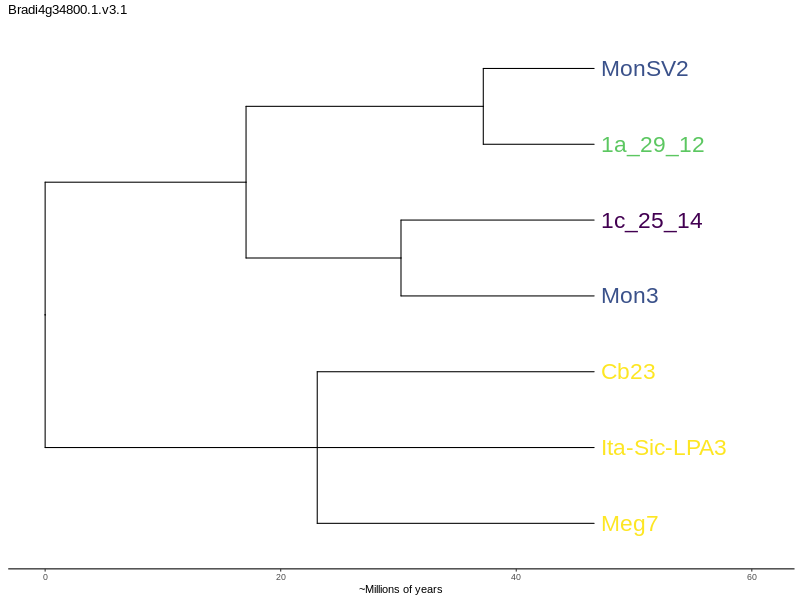 Bradi4g34800.1.v3.1
MonSV2
1a_29_12
1c_25_14
Mon3
Cb23
Ita-Sic-LPA3
Meg7
0 20 40 60
~Millions of years